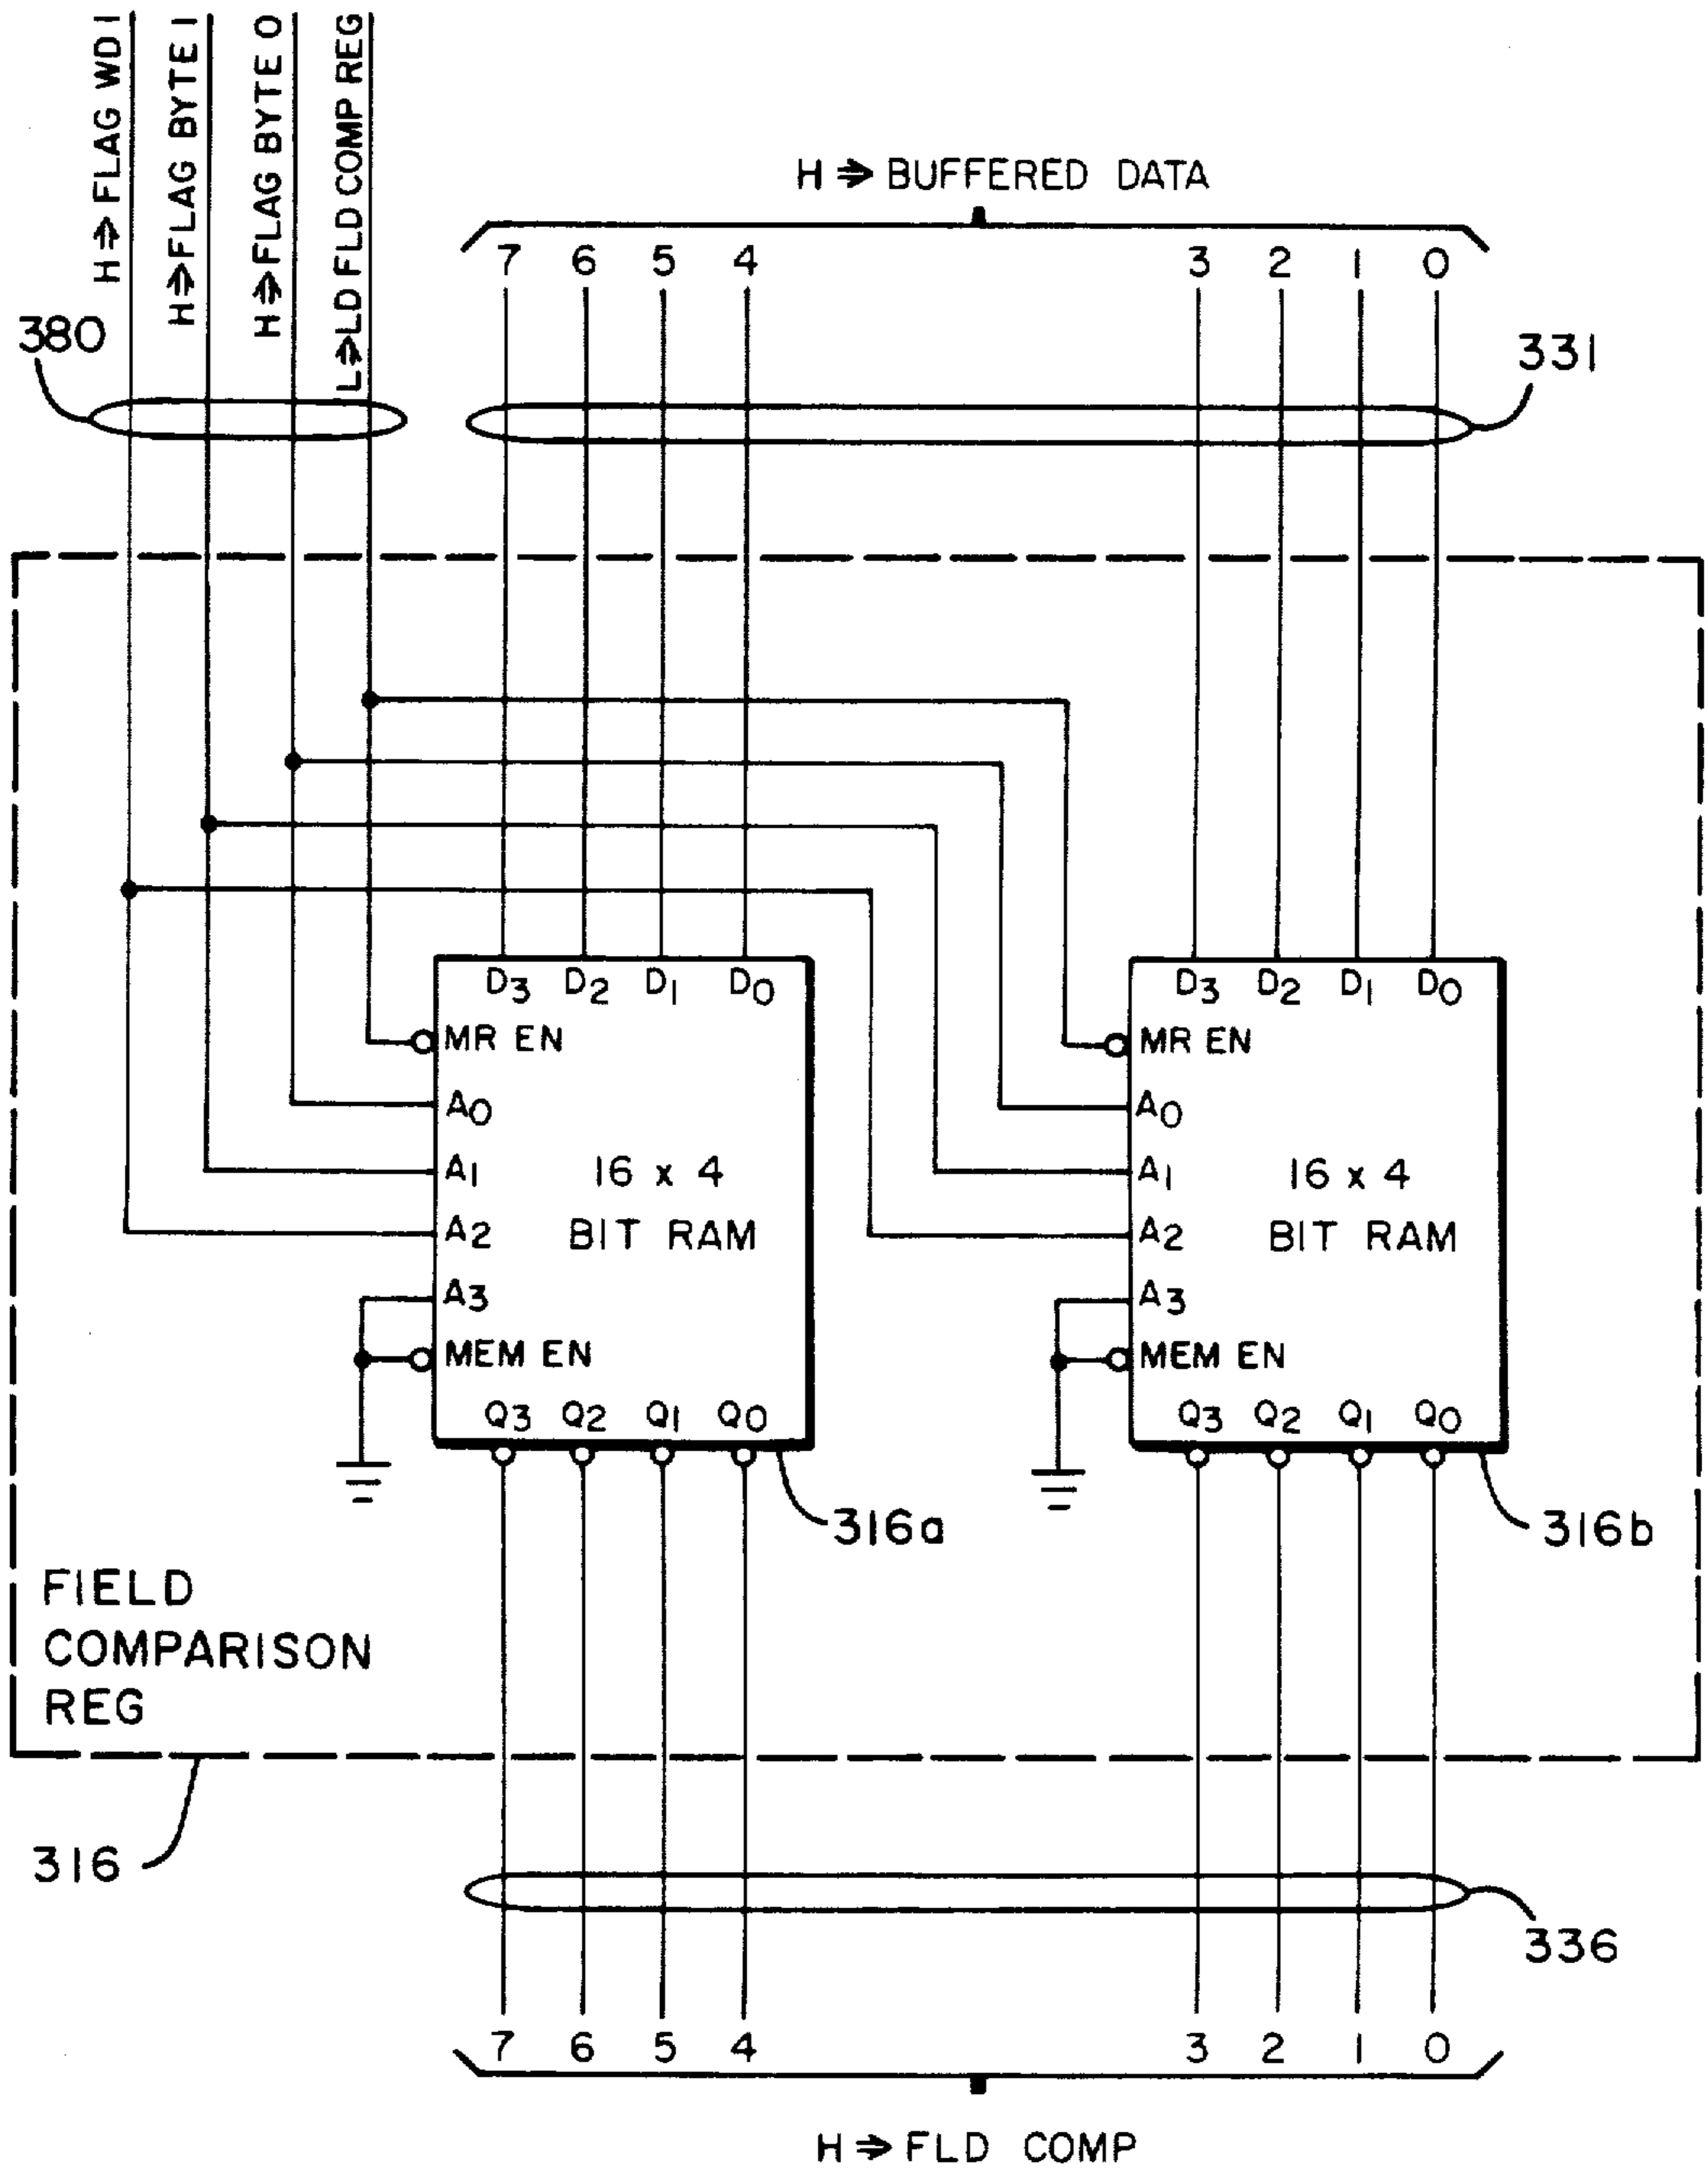 H⇒FLAG WD 1
H⇒FLAG BYTE 1
H⇒FLAG BYTE 0
L⇒LD FLD COMP REG
H⇒BUFFERED DATA
7 6 5 4 3 2 1 0
380
331
D3 D2 D1 D0
MR EN
A0
A1
A2
A3
MEM EN
16 x 4
BIT RAM
Q3 Q2 Q1 Q0
316a
D3 D2 D1 D0
MR EN
A0
A1
A2
A3
MEM EN
16 x 4
BIT RAM
Q3 Q2 Q1 Q0
316b
FIELD
COMPARISON
REG
316
336
7 6 5 4 3 2 1 0
H⇒FLD COMP